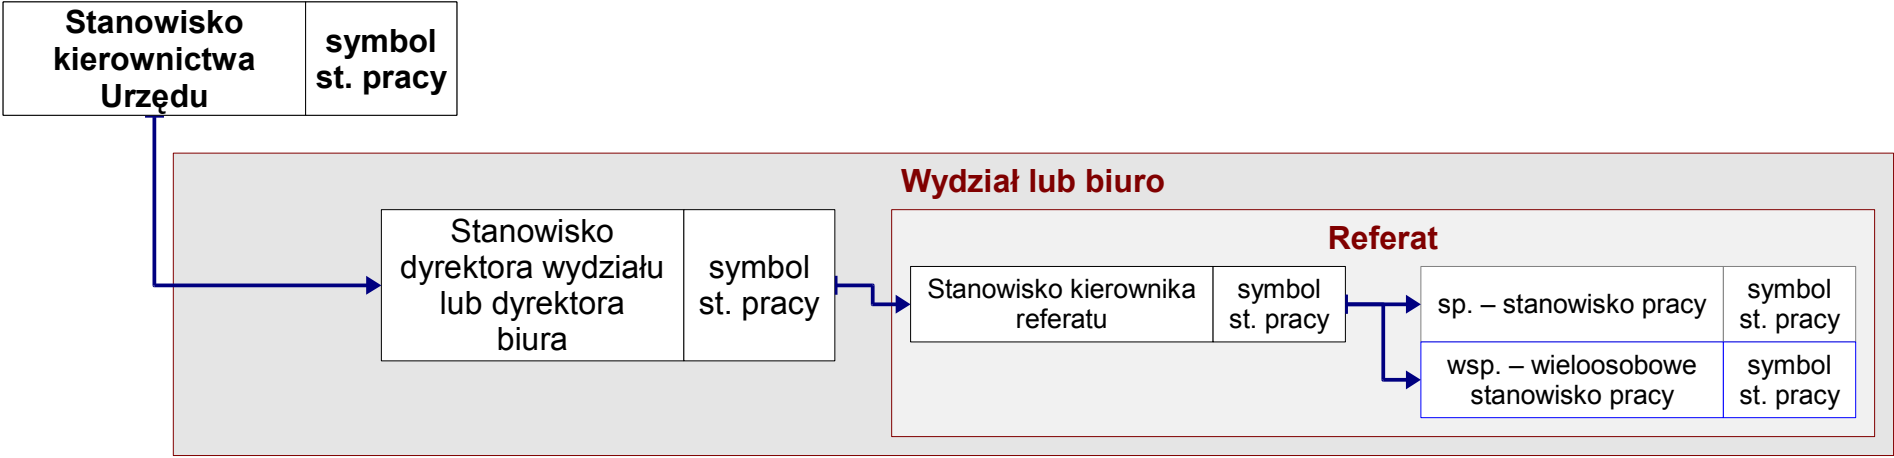 Stanowisko
kierownictwa
Urzędu
symbol
st. pracy
Wydział lub biuro
Stanowisko
dyrektora wydziału
lub dyrektora
biura
symbol
st. pracy
Referat
Stanowisko kierownika
referatu
symbol
st. pracy
sp. – stanowisko pracy
symbol
st. pracy
wsp. – wieloosobowe
stanowisko pracy
symbol
st. pracy